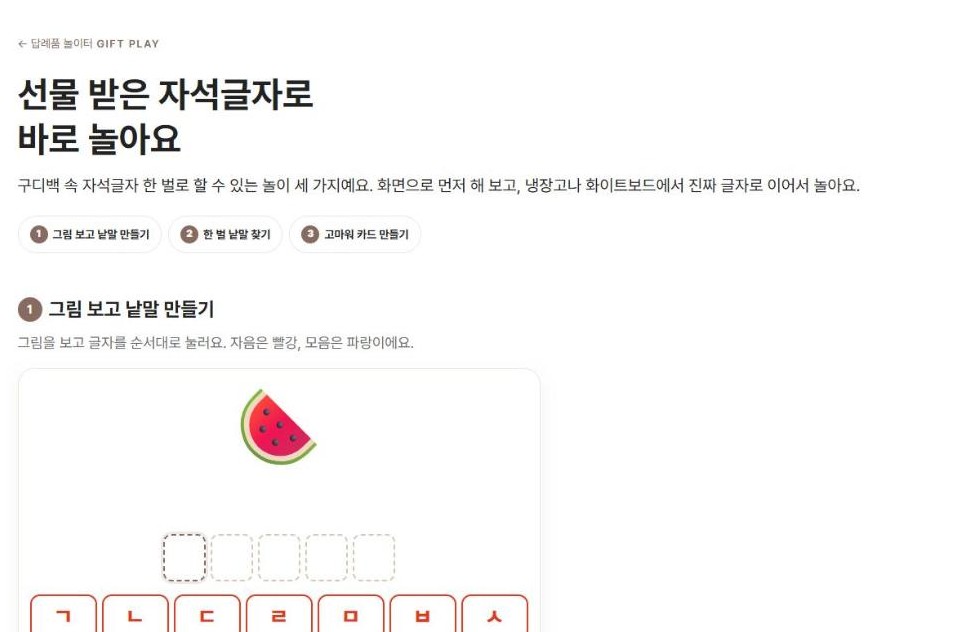 ← 답례품 놀이터 GIFT PLAY
선물 받은 자석글자로
바로 놀아요
구디백 속 자석글자 한 벌로 할 수 있는 놀이 세 가지예요. 화면으로 먼저 해 보고, 냉장고나 화이트보드에서 진짜 글자로 이어서 놀아요.
1 그림 보고 낱말 만들기 2 한 벌 낱말 찾기 3 고마워 카드 만들기
1 그림 보고 낱말 만들기
그림을 보고 글자를 순서대로 눌러요. 자음은 빨강, 모음은 파랑이에요.
ㄱ ㄴ ㄷ ㄹ ㅁ ㅂ ㅅ